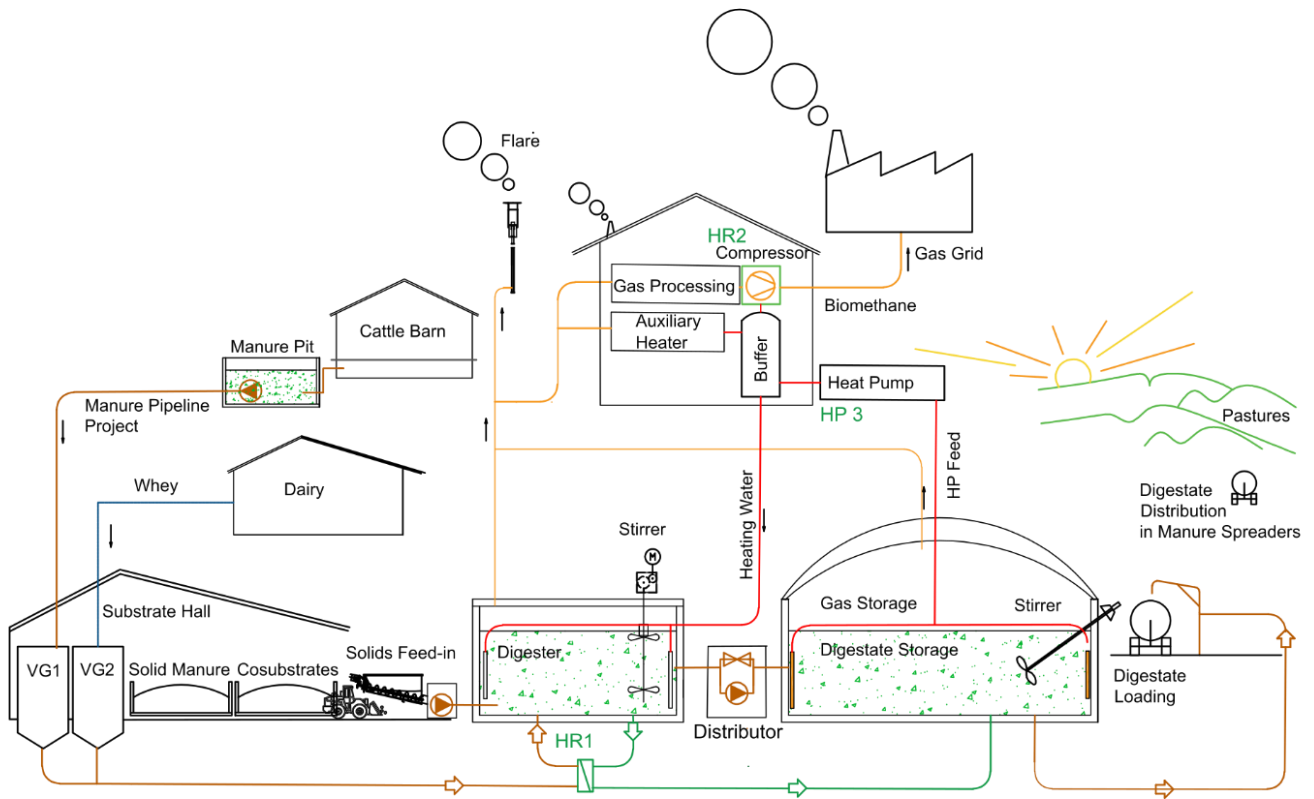 Flare
HR2
Compressor
Gas Grid
Gas Processing
Biomethane
Cattle Barn
Auxiliary
Heater
Manure Pit
Buffer
Heat Pump
HP 3
Manure Pipeline
Project
Pastures
Whey
Dairy
Heating Water
HP Feed
Digestate
Distribution
in Manure Spreaders
Stirrer
M
Substrate Hall
Gas Storage
Stirrer
VG1
VG2
Solid Manure
Cosubstrates
Solids Feed-in
Digester
Digestate Storage
Digestate
Loading
Distributor
HR1